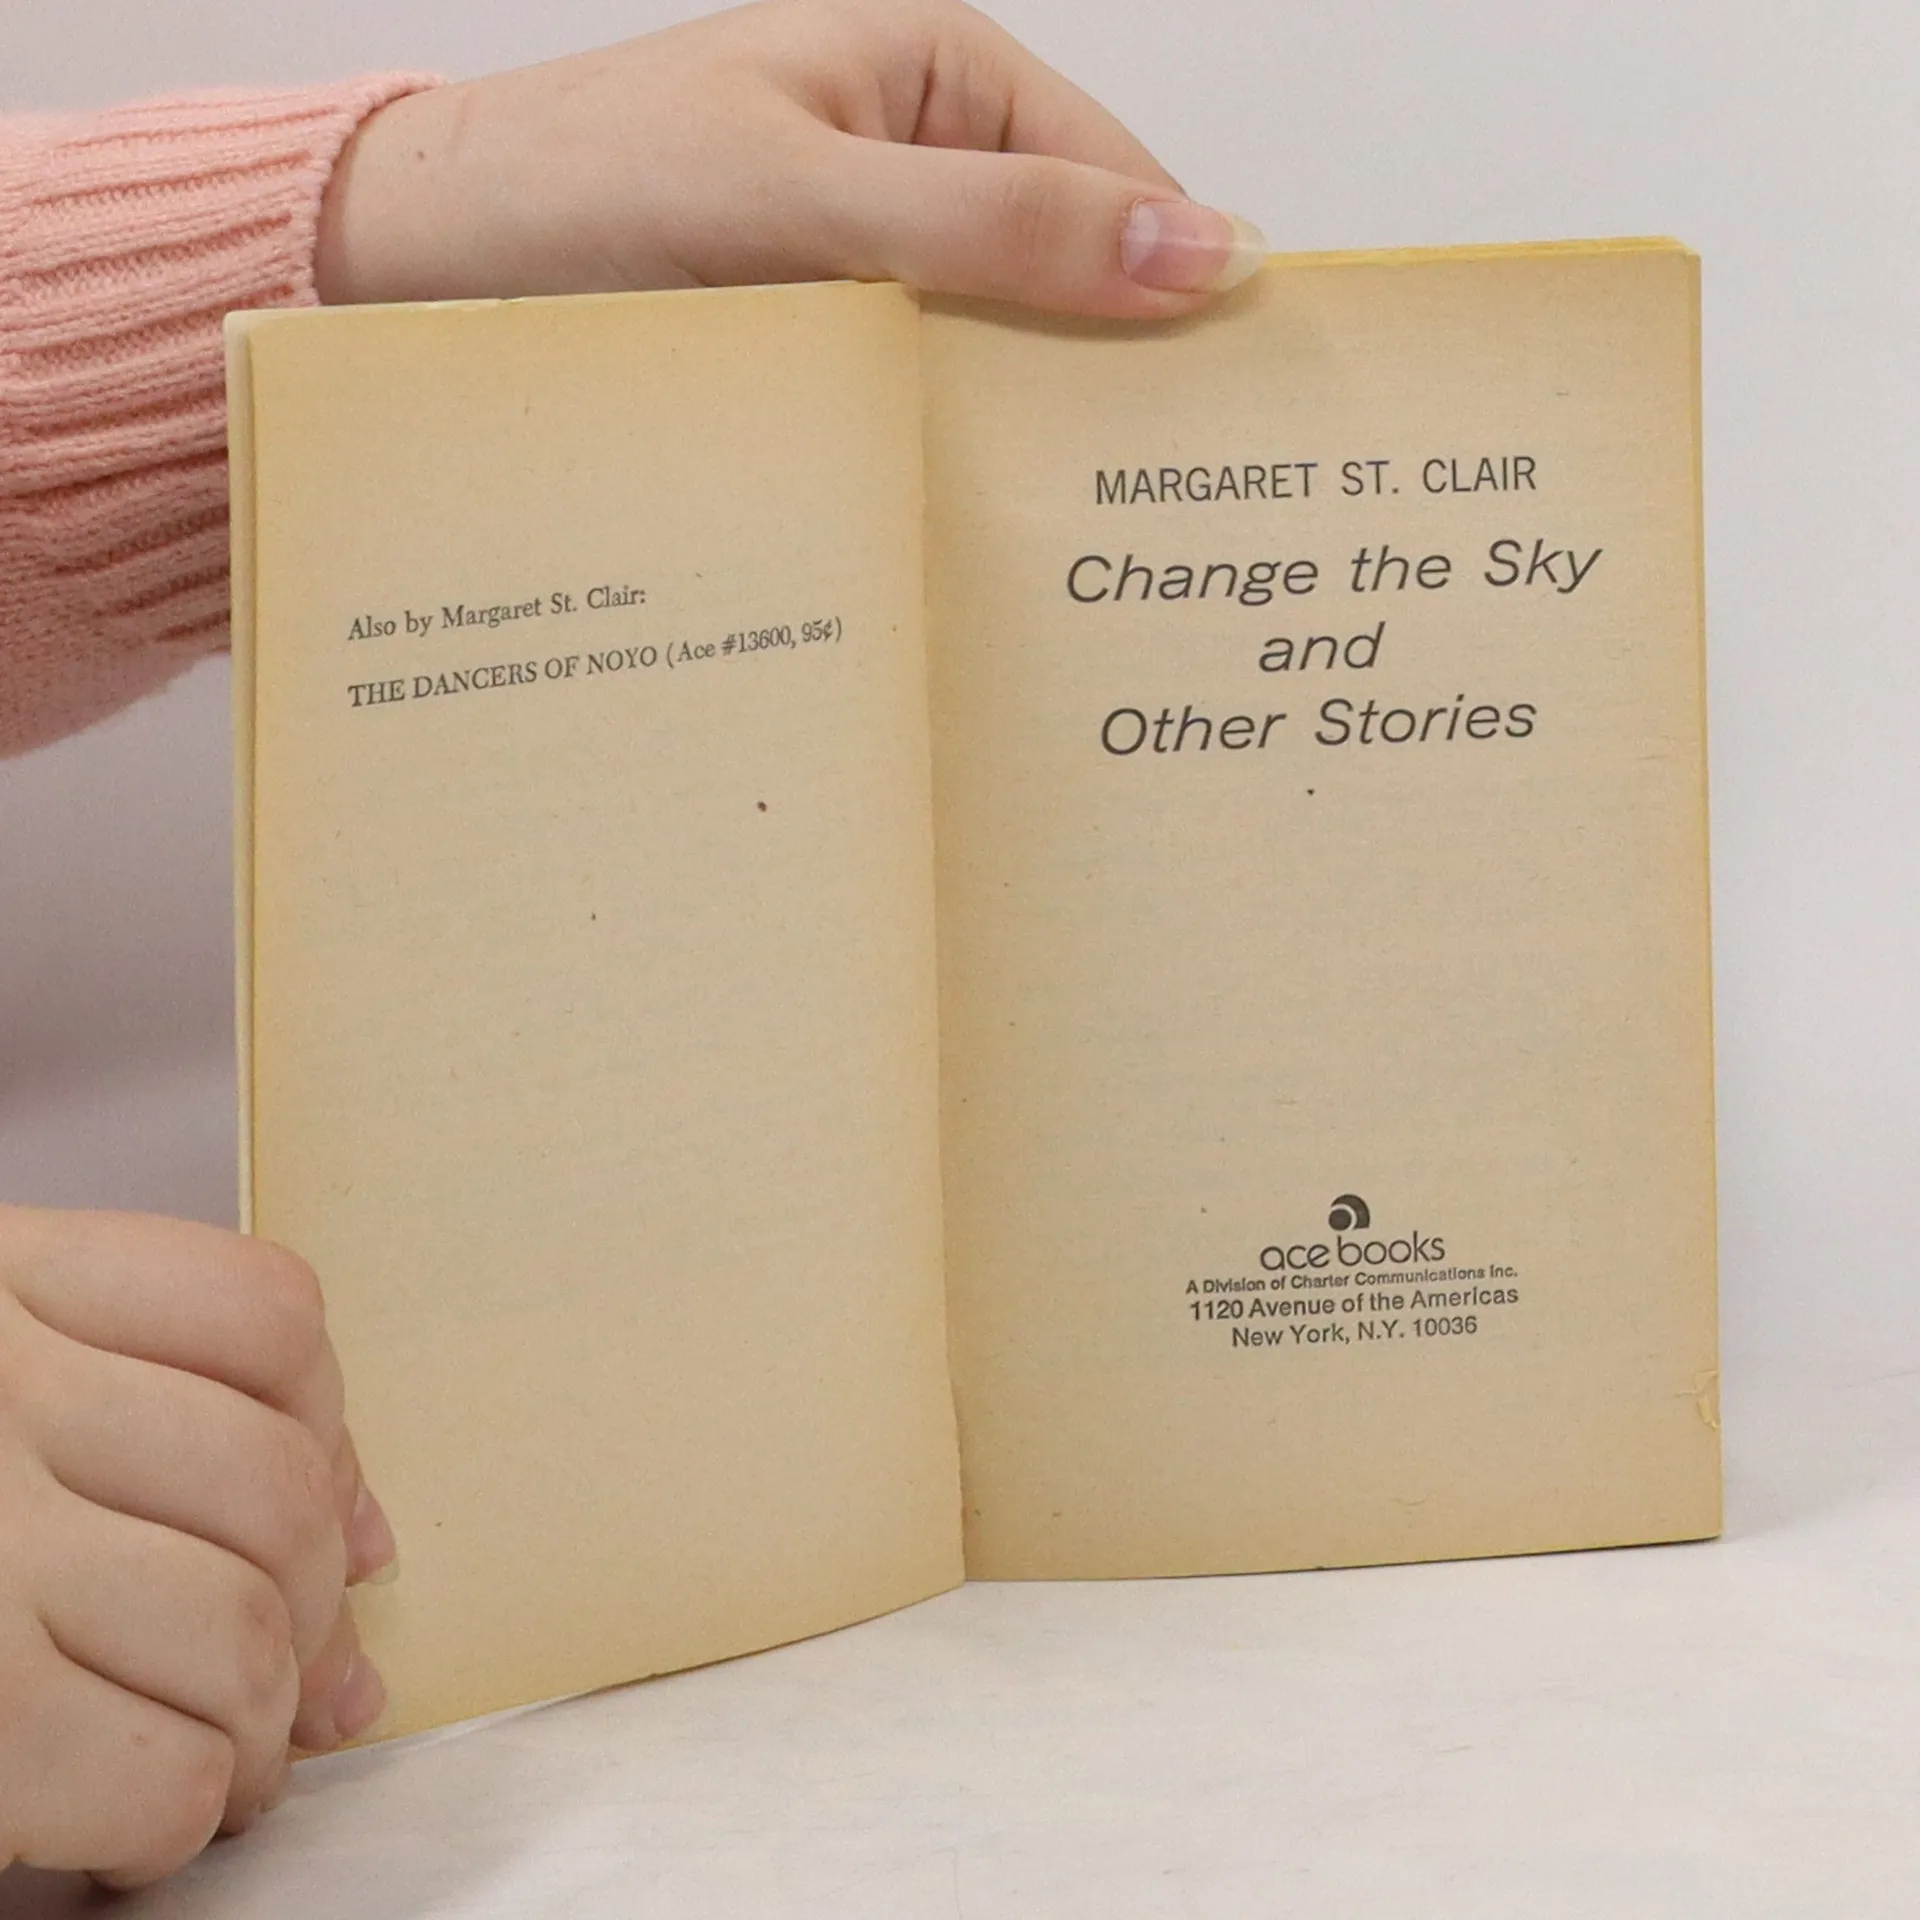 Also by Margaret St. Clair:
THE DANCERS OF NOYO (Ace #13600, 95¢)
MARGARET ST. CLAIR
Change the Sky
and
Other Stories
ace books
A Division of Charter Communications Inc.
1120 Avenue of the Americas
New York, N.Y. 10036